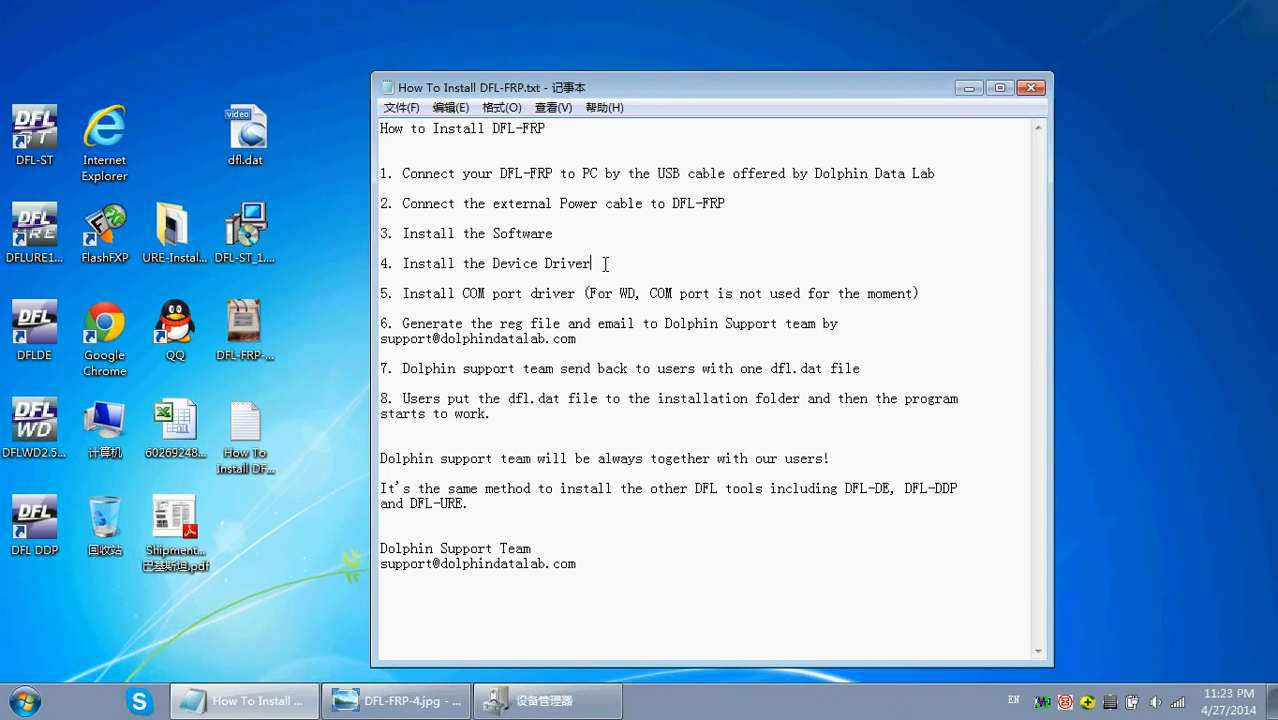 DFL
ST
DFL-ST
Internet
Explorer
video
dfl.dat
DFL
URE
DFLURE1...
FlashFXP
URE-Instal...
DFL-ST_1....
DFL
DFLDE
Google
Chrome
QQ
DFL-FRP-...
DFL
WD
DFLWD2.5...
计算机
60269248...
How To
Install DF...
DFL
DFL DDP
回收站
Shipment...
巴基斯坦.pdf
How To Install DFL-FRP.txt - 记事本
文件(F) 编辑(E) 格式(O) 查看(V) 帮助(H)
How to Install DFL-FRP
1. Connect your DFL-FRP to PC by the USB cable offered by Dolphin Data Lab
2. Connect the external Power cable to DFL-FRP
3. Install the Software
4. Install the Device Driver
5. Install COM port driver (For WD, COM port is not used for the moment)
6. Generate the reg file and email to Dolphin Support team by
support@dolphindatalab.com
7. Dolphin support team send back to users with one dfl.dat file
8. Users put the dfl.dat file to the installation folder and then the program
starts to work.
Dolphin support team will be always together with our users!
It's the same method to install the other DFL tools including DFL-DE, DFL-DDP
and DFL-URE.
Dolphin Support Team
support@dolphindatalab.com
How To Install ...
DFL-FRP-4.jpg - ...
设备管理器
EN
11:23 PM
4/27/2014